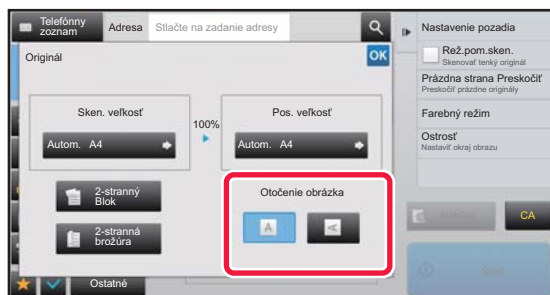 Telefónny
zoznam
Adresa
Stlačte na zadanie adresy
Originál
OK
Sken. veľkosť
100%
Pos. veľkosť
Autom. A4
Autom. A4
2-stranný
Blok
2-stranná
brožúra
Otočenie obrázka
A
A
Ostatné
Nastavenie pozadia
Rež.pom.sken.
Skenovať tenký originál
Prázdna strana Preskočiť
Preskočiť prázdne originály
Farebný režim
Ostrosť
Nastaviť okraj obrazu
Náhľad
CA
Štart